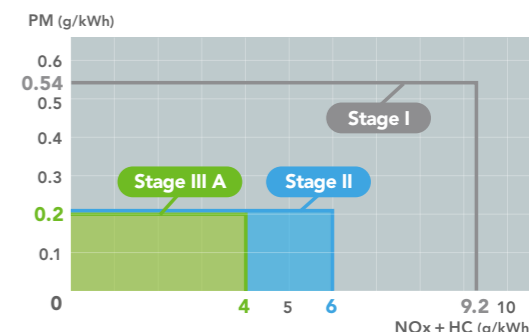 PM (g/kWh)
0.6
0.54
0.5
Stage I
0.4
0.3
Stage III A
Stage II
0.2
0.1
0
4
5
6
9.2
10
NOx + HC (g/kWh)